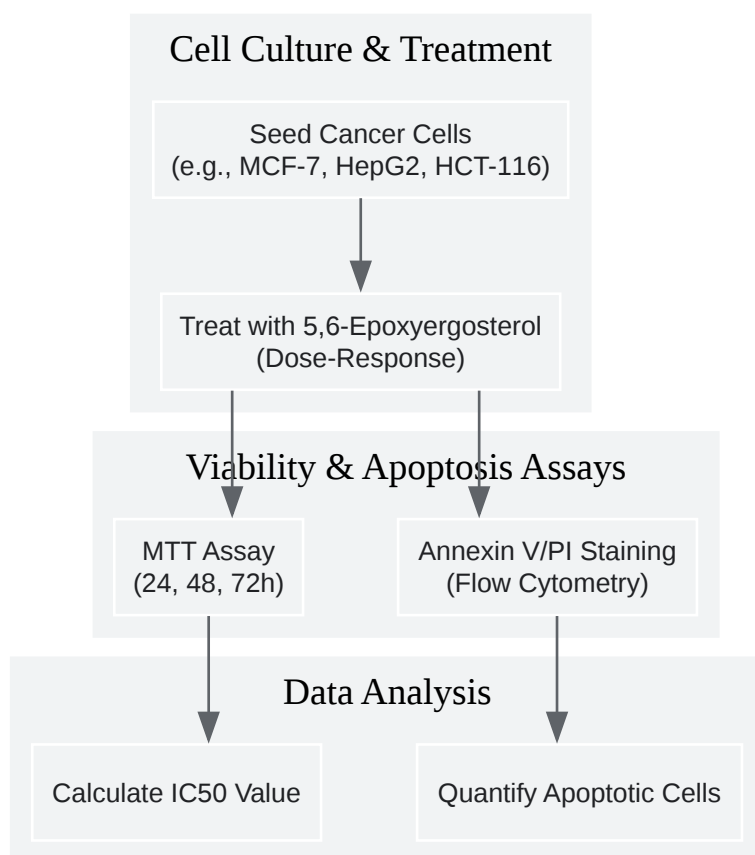 Cell Culture & Treatment
Seed Cancer Cells
(e.g., MCF-7, HepG2, HCT-116)
Treat with 5,6-Epoxyergosterol
(Dose-Response)
Viability & Apoptosis Assays
MTT Assay
(24, 48, 72h)
Annexin V/PI Staining
(Flow Cytometry)
Data Analysis
Calculate IC50 Value
Quantify Apoptotic Cells